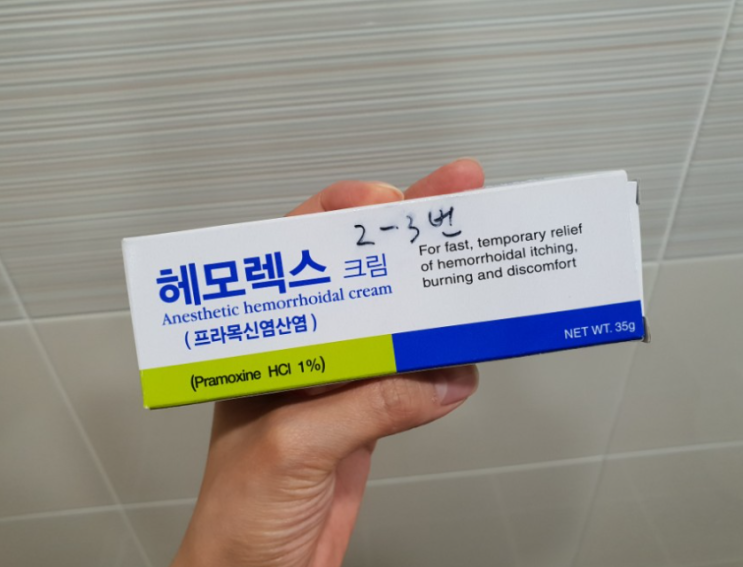 2-3번
헤모렉스 크림
Anesthetic hemorrhoidal cream
(프라목신염산염)
For fast, temporary relief
of hemorrhoidal itching,
burning and discomfort
(Pramoxine HCl 1%)
NET WT. 35g